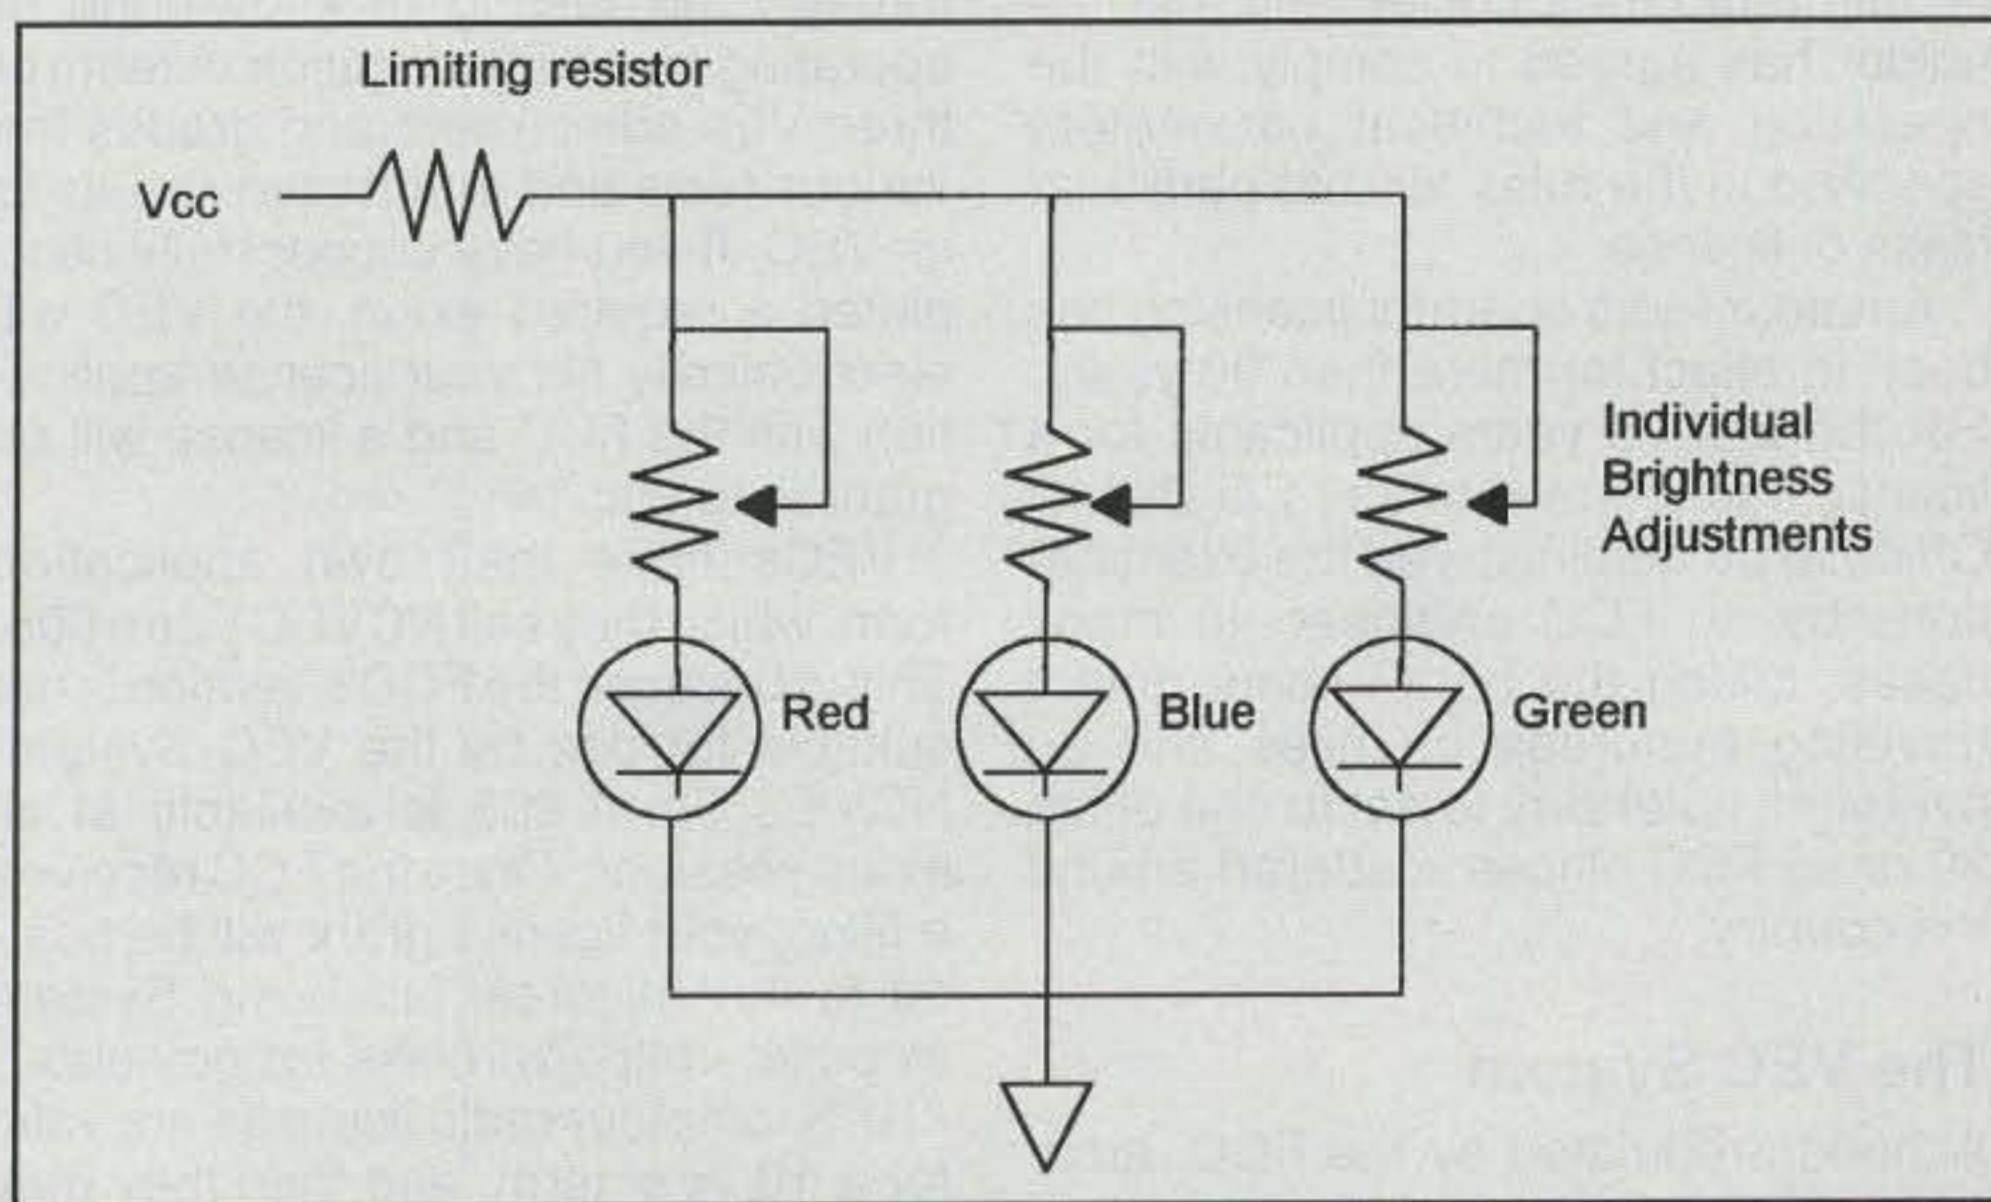 Limiting resistor
Vcc
Individual
Brightness
Adjustments
Red
Blue
Green